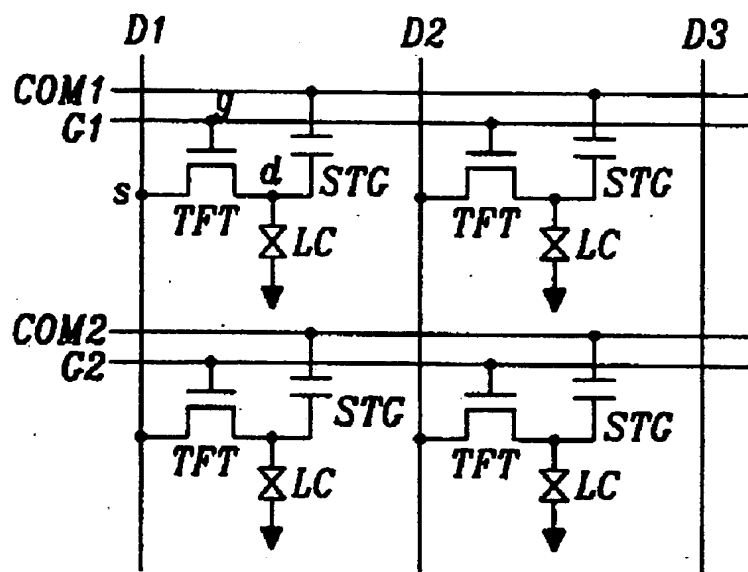 D1 D2 D3
COM1
g
G1
d
s
STG
STG
TFT
TFT
LC
LC
COM2
G2
STG
STG
TFT
TFT
LC
LC